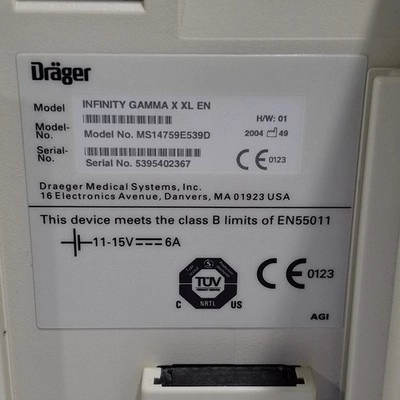 Dräger
Model INFINITY GAMMA X XL EN
H/W: 01
Model-No. Model No. MS14759E539D
2004 49
Serial-No. Serial No. 5395402367
CE 0123
Draeger Medical Systems, Inc.
16 Electronics Avenue, Danvers, MA 01923 USA
This device meets the class B limits of EN55011
11-15V 6A
TÜV
C NRTL US
CE 0123
AGI